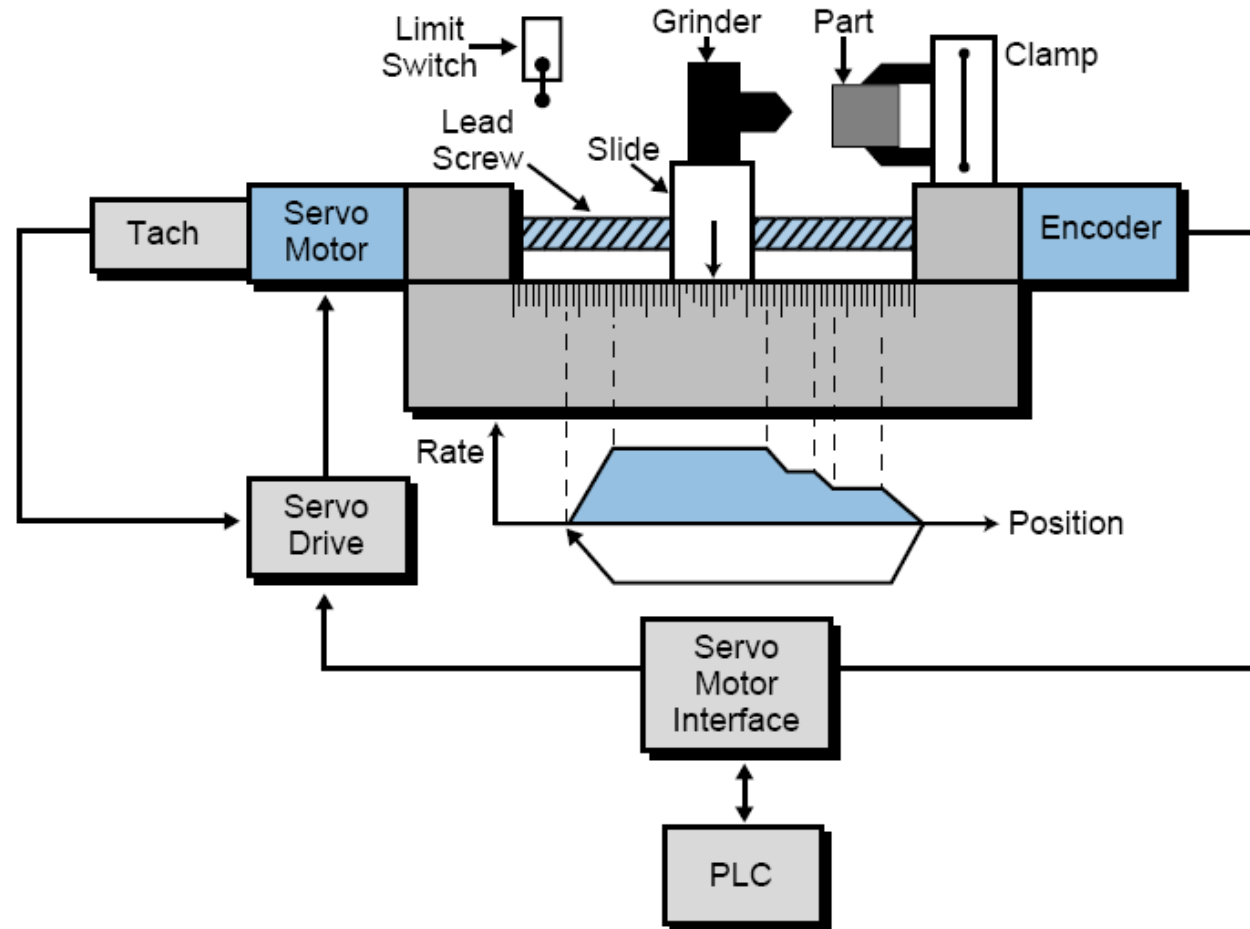 Limit
Switch
Grinder
Part
Clamp
Lead
Screw
Slide
Tach
Servo
Motor
Encoder
Rate
Servo
Drive
Position
Servo
Motor
Interface
PLC